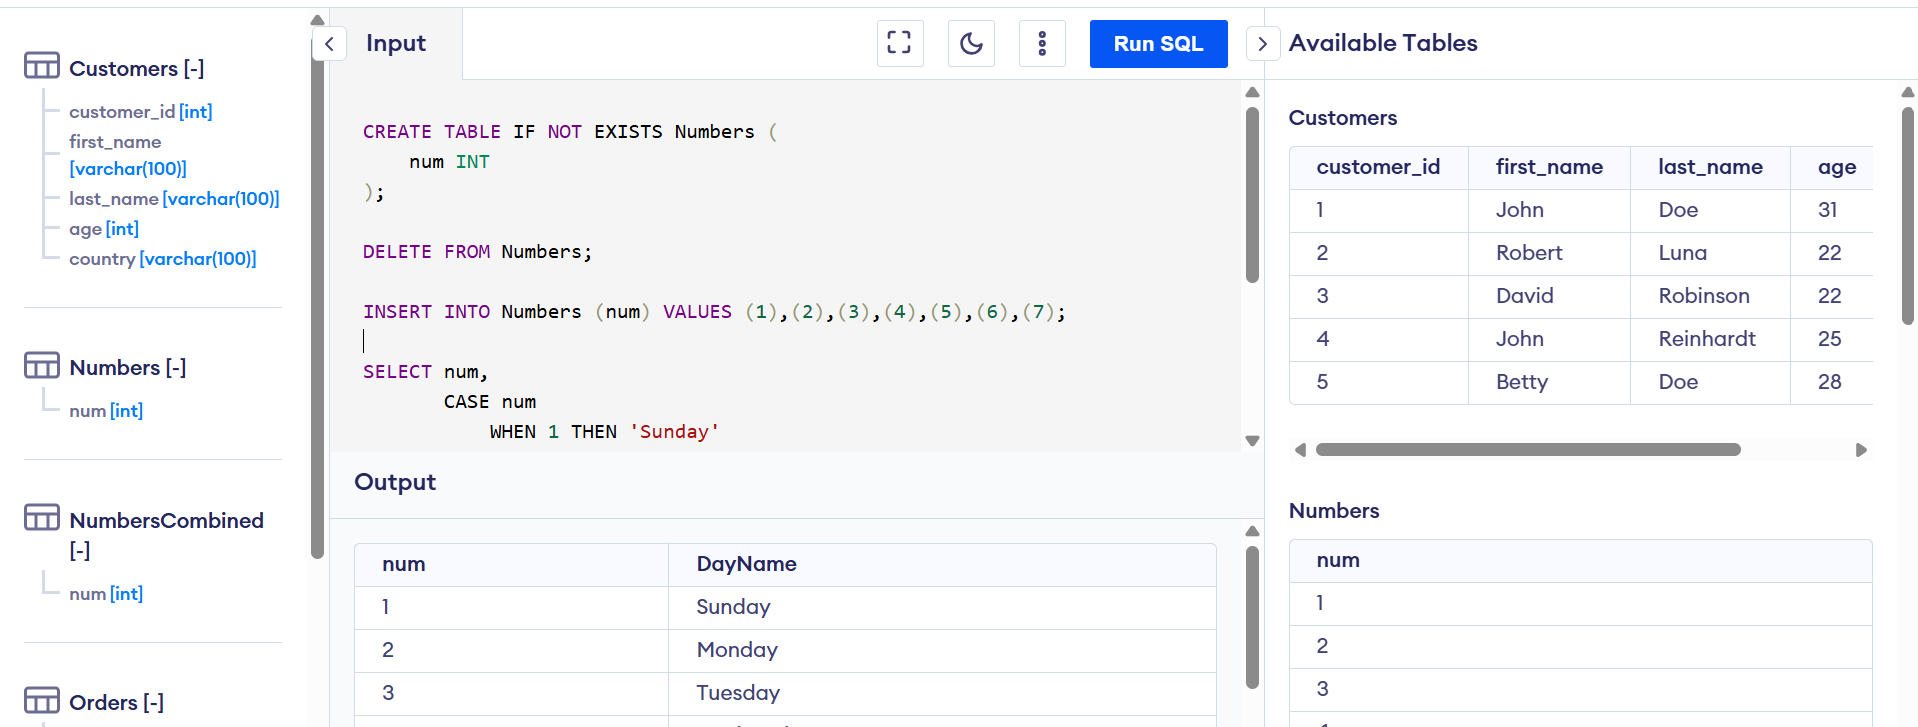 Customers [-]
customer_id [int]
first_name
[varchar(100)]
last_name [varchar(100)]
age [int]
country [varchar(100)]
Numbers [-]
num [int]
NumbersCombined
[-]
num [int]
Orders [-]
Input
Run SQL
CREATE TABLE IF NOT EXISTS Numbers (
num INT
);
DELETE FROM Numbers;
INSERT INTO Numbers (num) VALUES (1),(2),(3),(4),(5),(6),(7);
SELECT num,
CASE num
WHEN 1 THEN 'Sunday'
Output
num DayName
1 Sunday
2 Monday
3 Tuesday
Available Tables
Customers
customer_id first_name last_name age
1 John Doe 31
2 Robert Luna 22
3 David Robinson 22
4 John Reinhardt 25
5 Betty Doe 28
Numbers
num
1
2
3